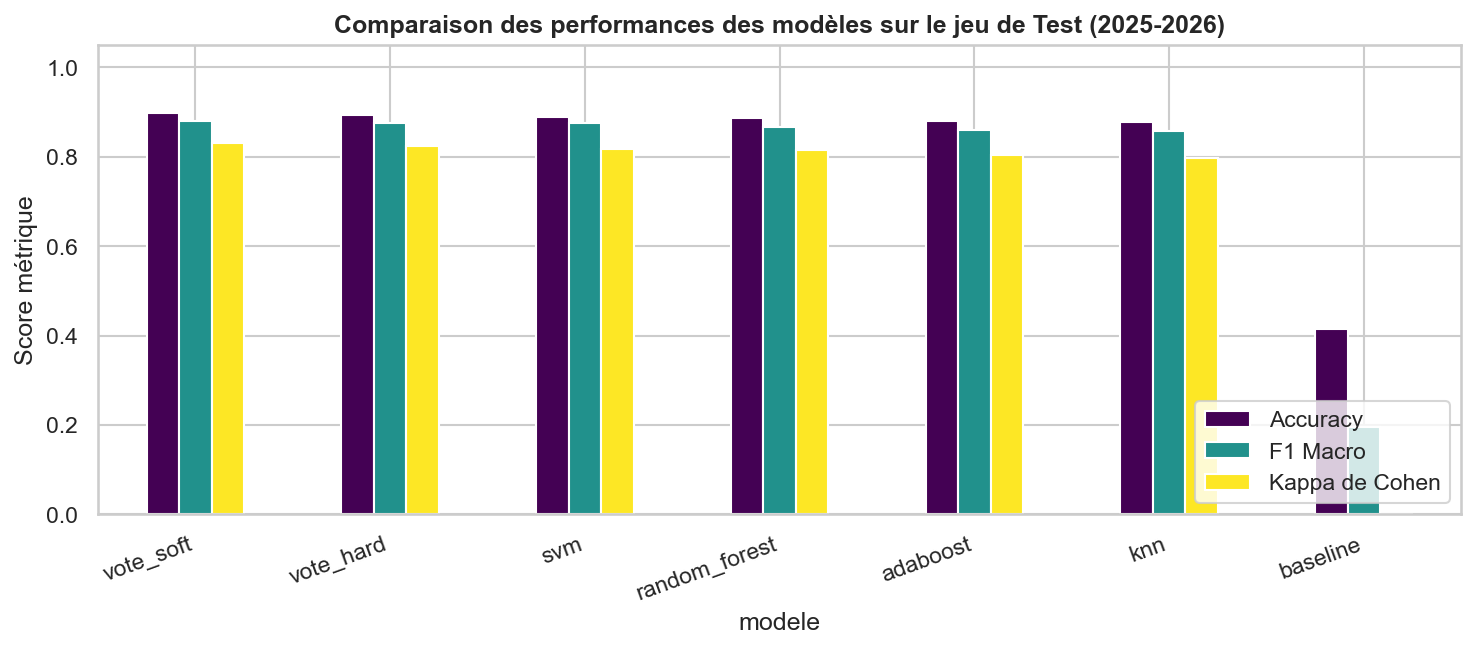 Comparaison des performances des modèles sur le jeu de Test (2025-2026)
Score métrique
1.0
0.8
0.6
0.4
0.2
0.0
Accuracy
F1 Macro
Kappa de Cohen
vote_soft
vote_hard
svm
random_forest
adaboost
knn
baseline
modele